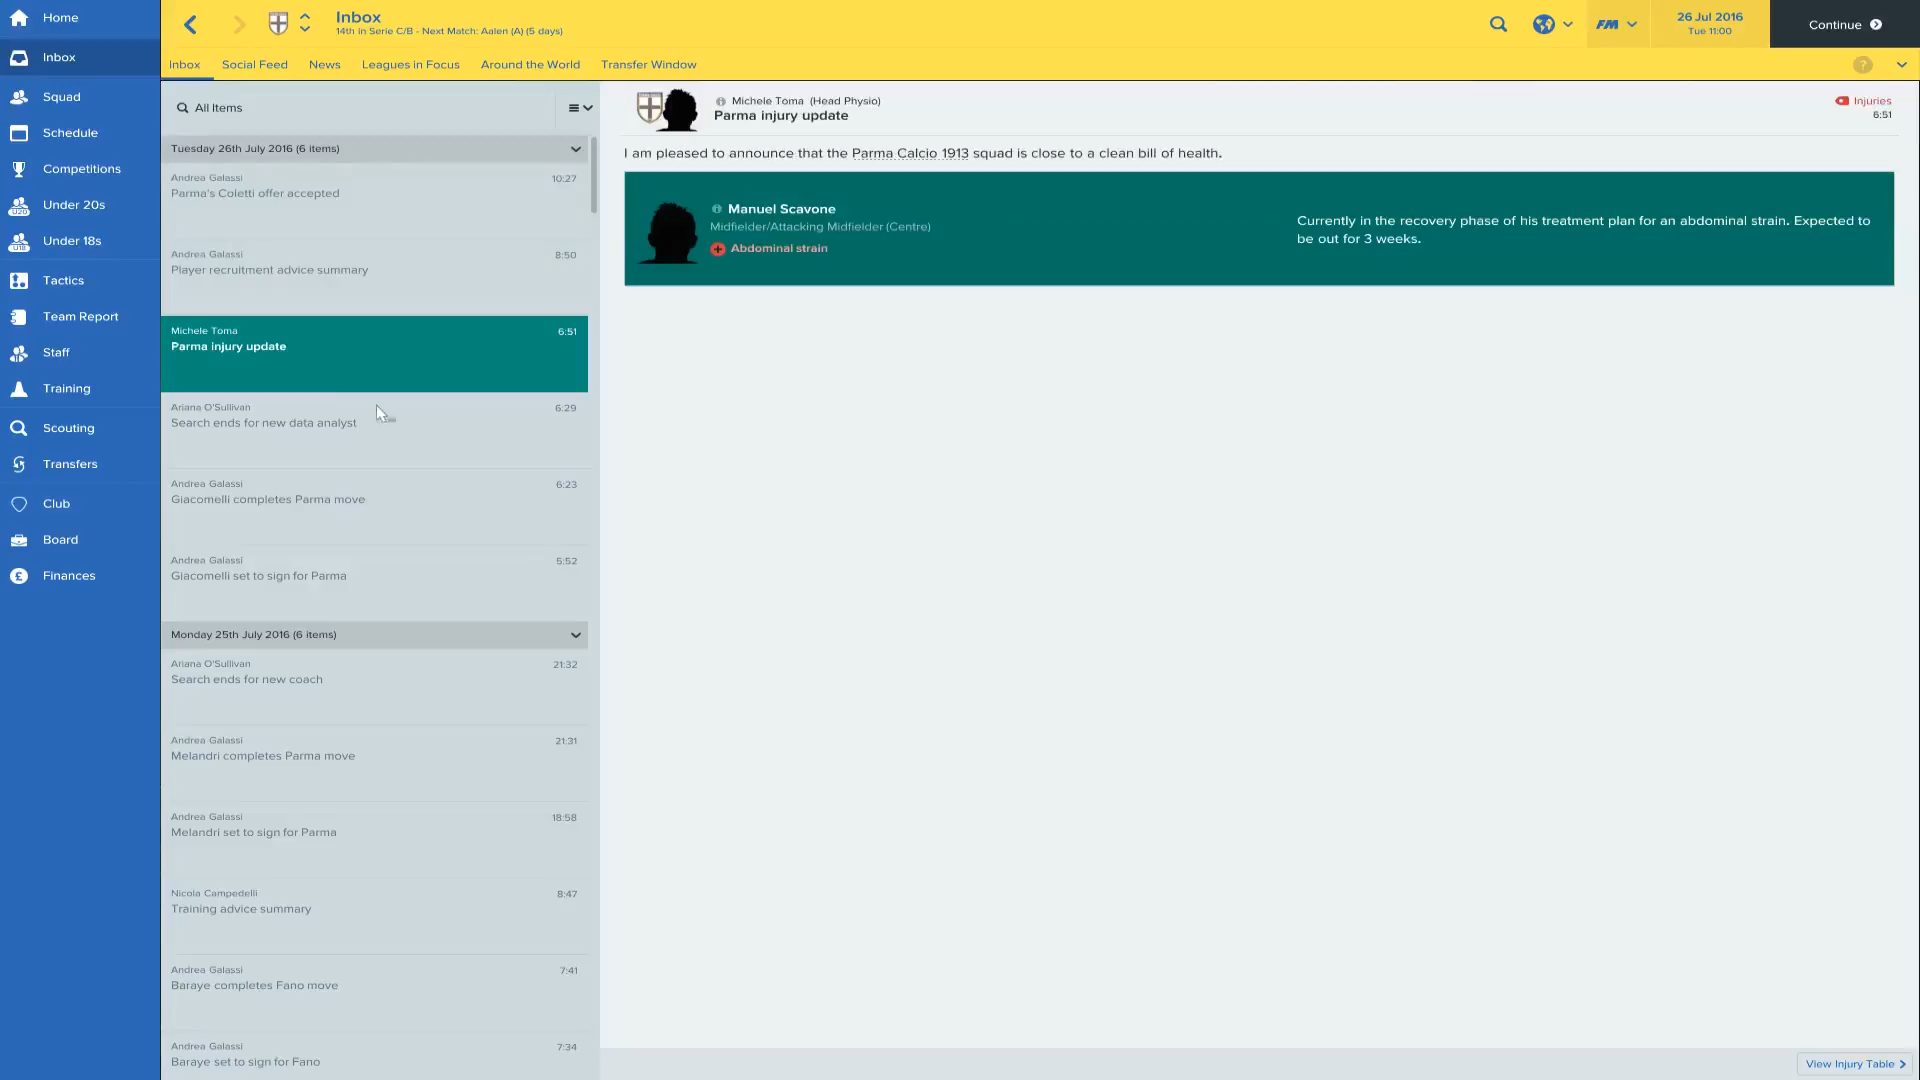 Home
Inbox
Squad
Schedule
Competitions
Under 20s
Under 18s
Tactics
Team Report
Staff
Training
Scouting
Transfers
Club
Board
Finances
Inbox
14th in Serie C/B - Next Match: Aalen (A) (5 days)
FM
26 Jul 2016
Tue 11:00
Continue
Inbox Social Feed News Leagues in Focus Around the World Transfer Window
?
All Items
Tuesday 26th July 2016 (6 items)
Andrea Galassi 10:27
Parma's Coletti offer accepted
Andrea Galassi 8:50
Player recruitment advice summary
Michele Toma 6:51
Parma injury update
Ariana O'Sullivan 6:29
Search ends for new data analyst
Andrea Galassi 6:23
Giacomelli completes Parma move
Andrea Galassi 5:52
Giacomelli set to sign for Parma
Monday 25th July 2016 (6 items)
Ariana O'Sullivan 21:32
Search ends for new coach
Andrea Galassi 21:31
Melandri completes Parma move
Andrea Galassi 18:58
Melandri set to sign for Parma
Nicola Campedelli 8:47
Training advice summary
Andrea Galassi 7:41
Baraye completes Fano move
Andrea Galassi 7:34
Baraye set to sign for Fano
Michele Toma (Head Physio)
Parma injury update
Injuries
6:51
I am pleased to announce that the Parma Calcio 1913 squad is close to a clean bill of health.
Manuel Scavone
Midfielder/Attacking Midfielder (Centre)
Abdominal strain
Currently in the recovery phase of his treatment plan for an abdominal strain. Expected to
be out for 3 weeks.
View Injury Table